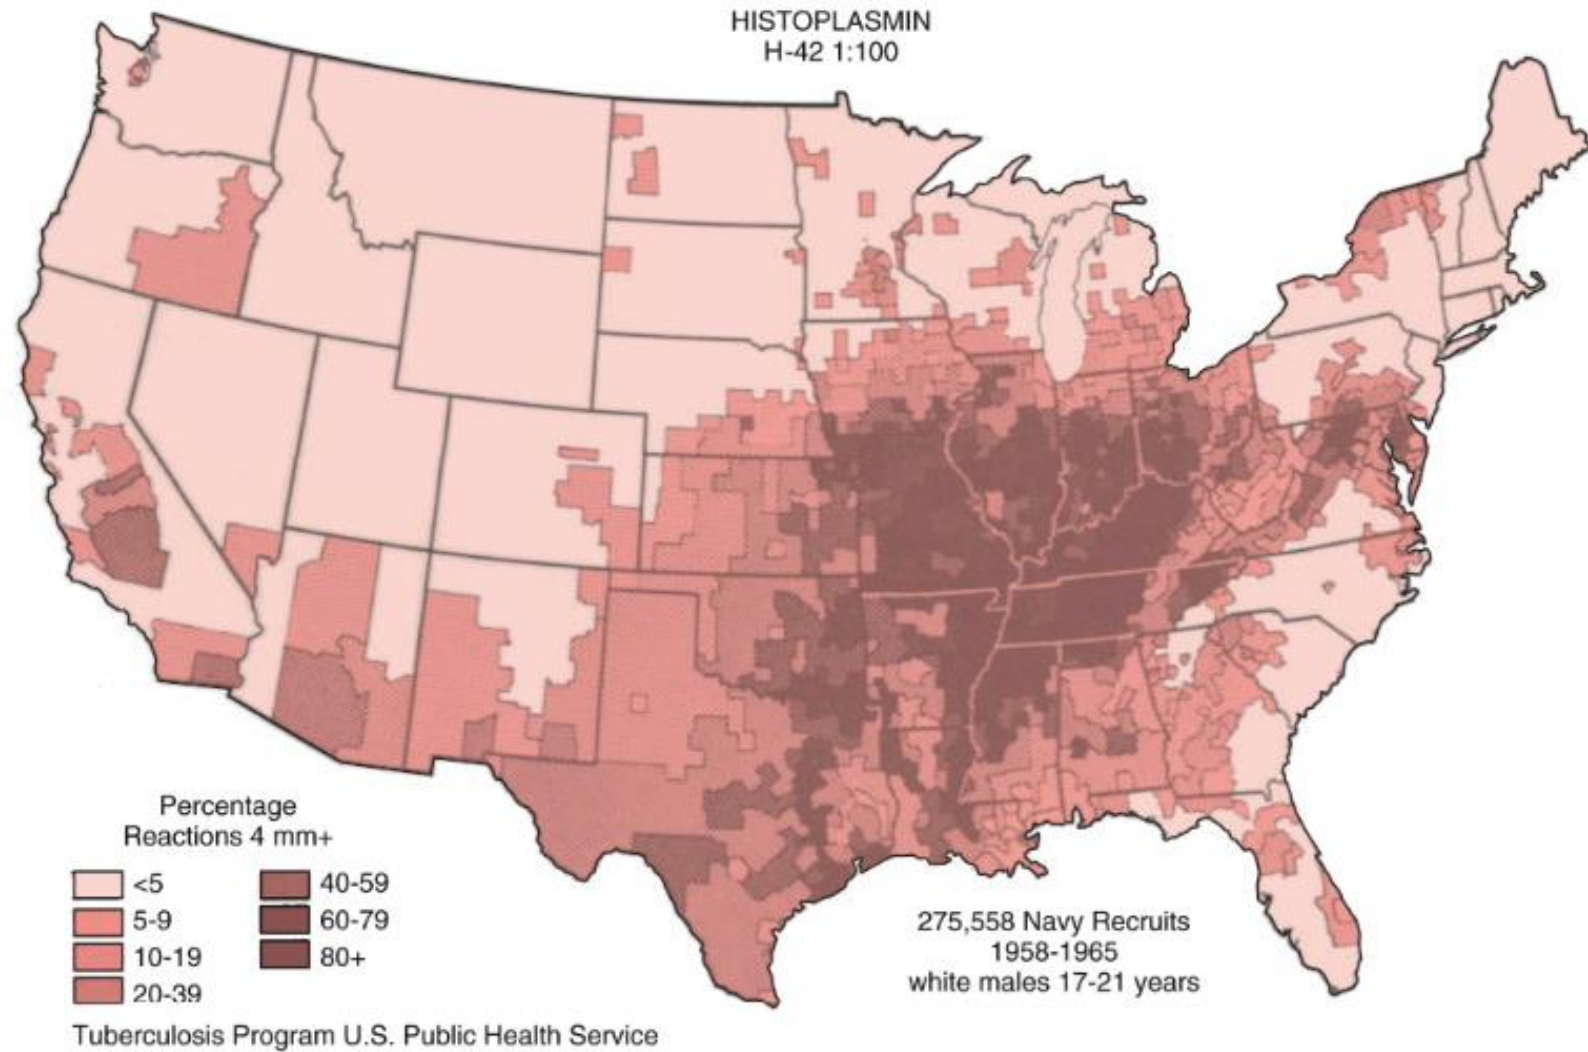 HISTOPLASMIN
H-42 1:100
Percentage
Reactions 4 mm+
<5
5-9
10-19
20-39
40-59
60-79
80+
275,558 Navy Recruits
1958-1965
white males 17-21 years
Tuberculosis Program U.S. Public Health Service